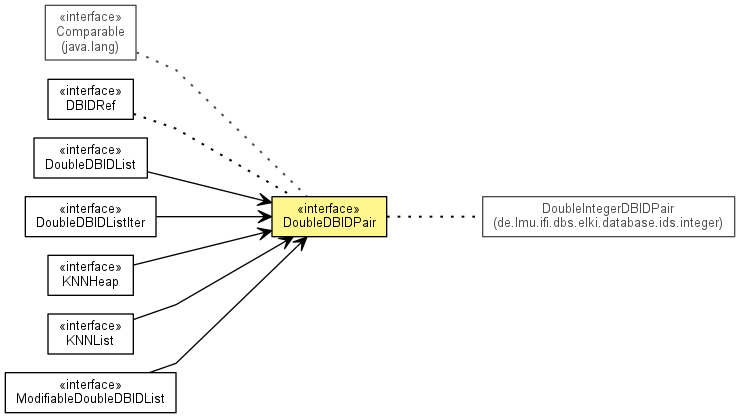 «interface»
Comparable
(java.lang)
«interface»
DBIDRef
«interface»
DoubleDBIDList
«interface»
DoubleDBIDListIter
«interface»
KNNHeap
«interface»
KNNList
«interface»
ModifiableDoubleDBIDList
«interface»
DoubleDBIDPair
DoubleIntegerDBIDPair
(de.lmu.ifi.dbs.elki.database.ids.integer)